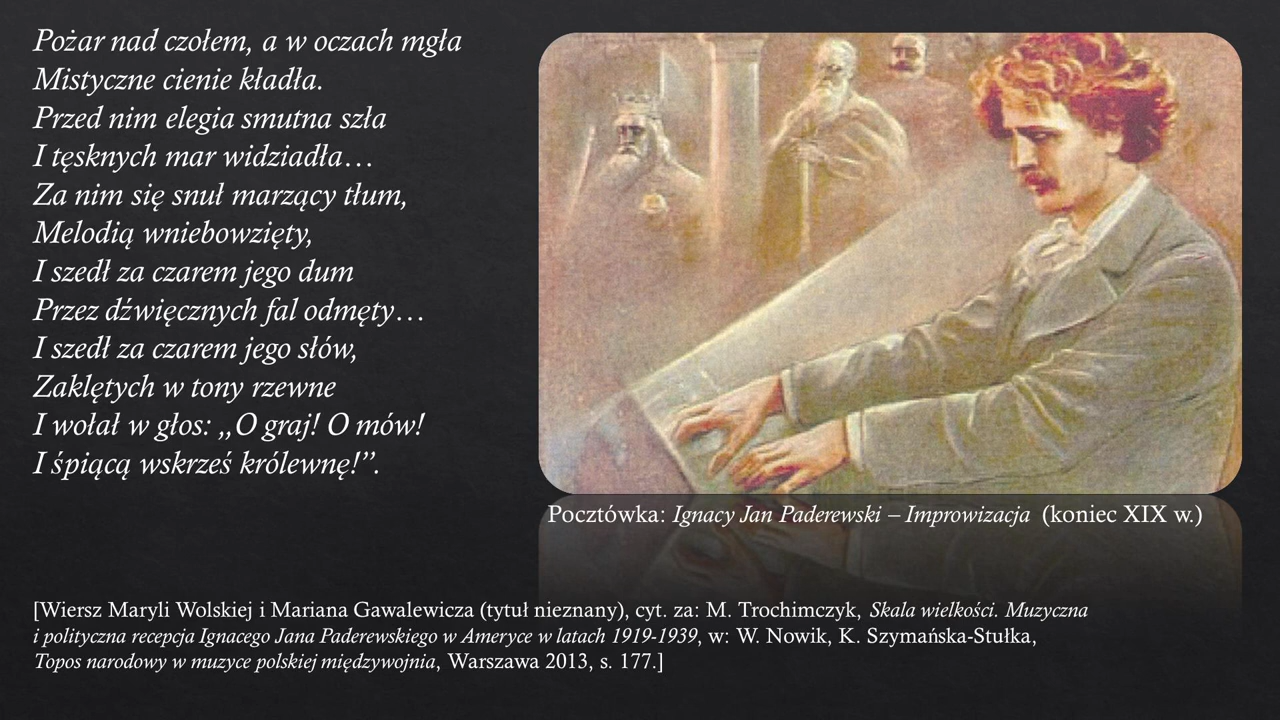 Pożar nad czołem, a w oczach mgła
Mistyczne cienie kładła.
Przed nim elegia smutna szła
I tęsknych mar widziadła…
Za nim się snuł marzący tłum,
Melodią wniebowzięty,
I szedł za czarem jego dum
Przez dźwięcznych fal odmęty…
I szedł za czarem jego słów,
Zaklętych w tony rzewne
I wołał w głos: „O graj! O mów!
I śpiącą wskrześ królewnę!”.
Pocztówka: Ignacy Jan Paderewski – Improwizacja (koniec XIX w.)
[Wiersz Maryli Wolskiej i Mariana Gawalewicza (tytuł nieznany), cyt. za: M. Trochimczyk, Skala wielkości. Muzyczna
i polityczna recepcja Ignacego Jana Paderewskiego w Ameryce w latach 1919-1939, w: W. Nowik, K. Szymańska-Stułka,
Topos narodowy w muzyce polskiej międzywojnia, Warszawa 2013, s. 177.]